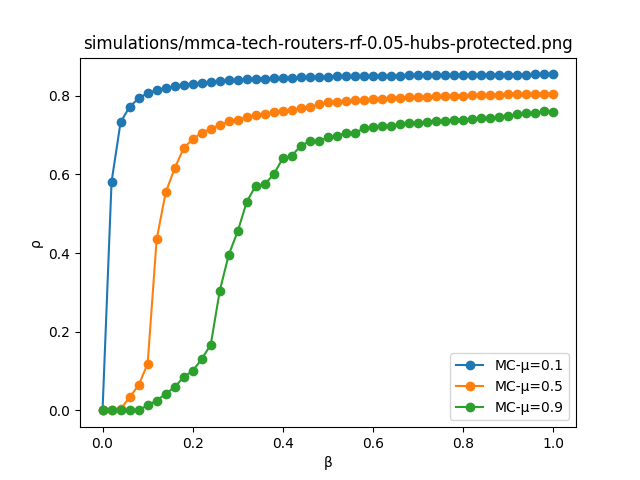 simulations/mmca-tech-routers-rf-0.05-hubs-protected.png
ρ
0.8
0.6
0.4
0.2
0.0
0.0 0.2 0.4 0.6 0.8 1.0
β
MC-μ=0.1
MC-μ=0.5
MC-μ=0.9